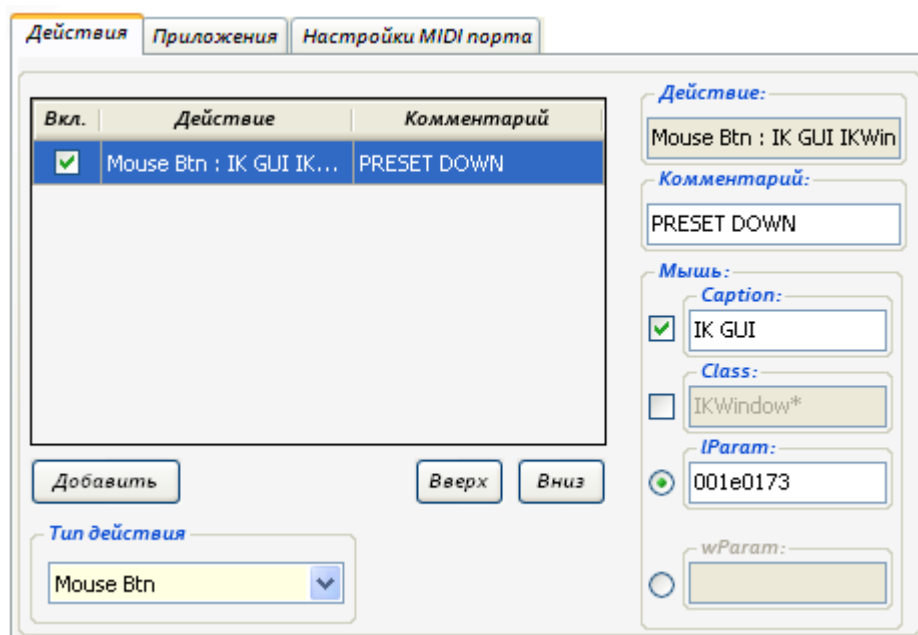 Действия Приложения Настройки MIDI порта
Вкл. Действие Комментарий
Mouse Btn : IK GUI IK... PRESET DOWN
Добавить Вверх Вниз
Тип действия
Mouse Btn
Действие:
Mouse Btn : IK GUI IKWin
Комментарий:
PRESET DOWN
Мышь:
Caption:
IK GUI
Class:
IKWindow*
lParam:
001e0173
wParam: